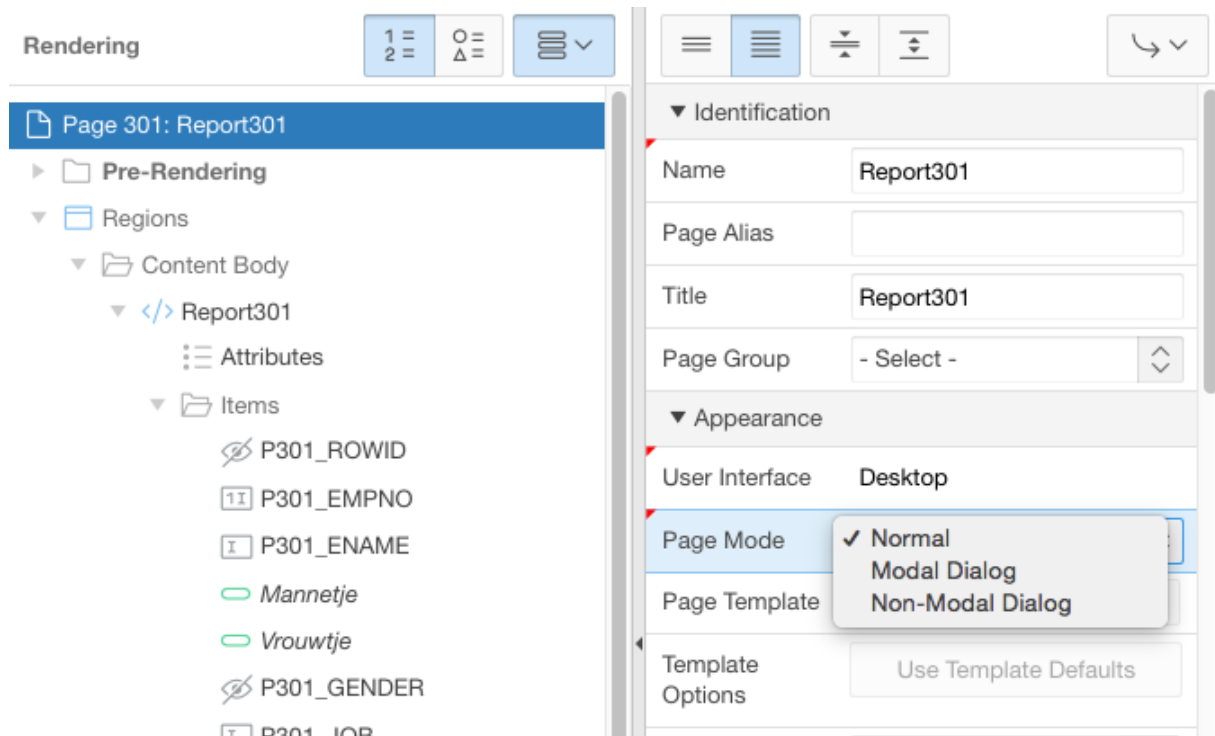 Rendering
Page 301: Report301
Pre-Rendering
Regions
Content Body
Report301
Attributes
Items
P301_ROWID
P301_EMPNO
P301_ENAME
Mannetje
Vrouwtje
P301_GENDER
P301_JOB
Identification
Name Report301
Page Alias
Title Report301
Page Group - Select -
Appearance
User Interface Desktop
Page Mode ✓ Normal
Modal Dialog
Non-Modal Dialog
Page Template
Template
Options
Use Template Defaults